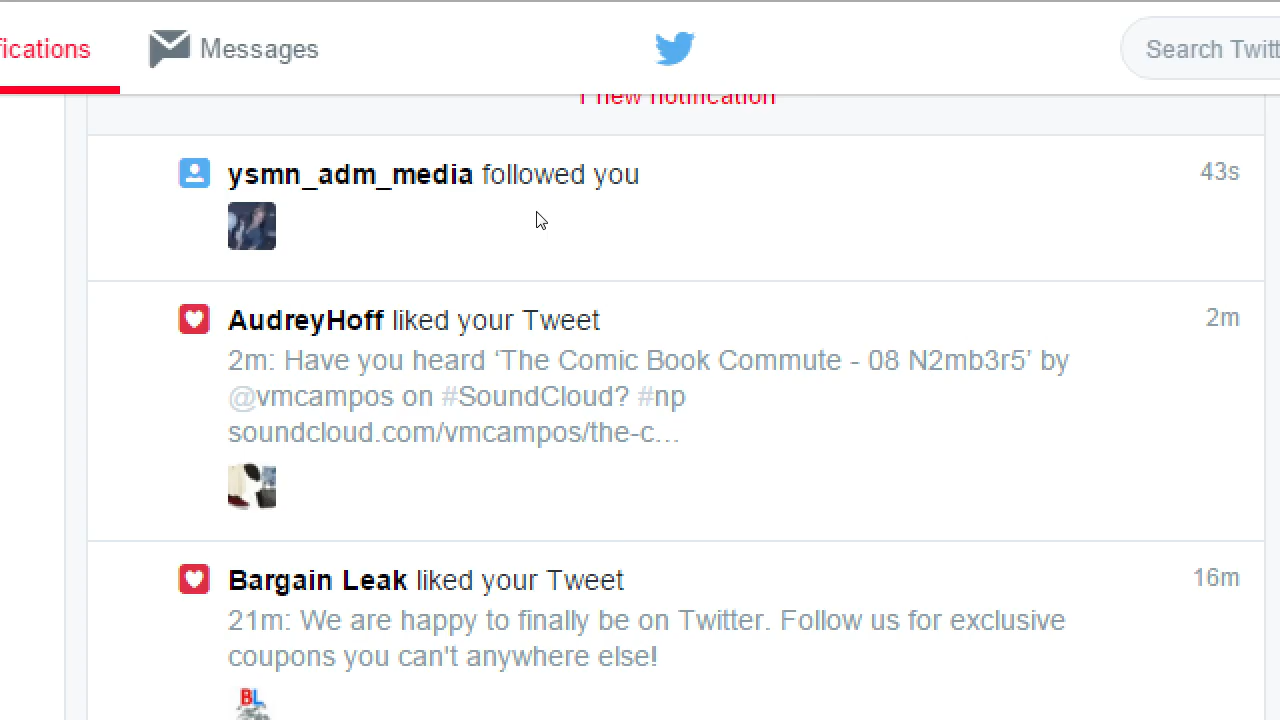 fications
Messages
Search Twitt
1 new notification
ysmn_adm_media followed you
43s
AudreyHoff liked your Tweet
2m
2m: Have you heard ‘The Comic Book Commute - 08 N2mb3r5’ by
@vmcampos on #SoundCloud? #np
soundcloud.com/vmcampos/the-c...
Bargain Leak liked your Tweet
16m
21m: We are happy to finally be on Twitter. Follow us for exclusive
coupons you can't anywhere else!
BL